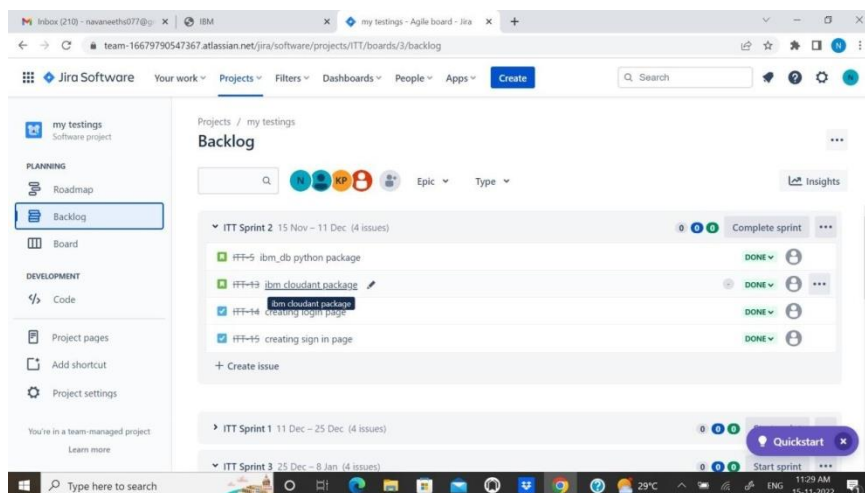 Inbox (210) - navaneeths077@g
IBM
my testings - Agile board - Jira
team-16679790547367.atlassian.net/jira/software/projects/ITT/boards/3/backlog
N
Jira Software Your work Projects Filters Dashboards People Apps Create Search
N
my testings
Software project
PLANNING
Roadmap
Backlog
Board
DEVELOPMENT
Code
Project pages
Add shortcut
Project settings
You're in a team-managed project
Learn more
Projects / my testings
Backlog
N KP Epic Type Insights
ITT Sprint 2 15 Nov – 11 Dec (4 issues) 0 0 0 Complete sprint
ITT-5 ibm_db python package DONE
ITT-13 ibm cloudant package DONE
ibm cloudant package
ITT-14 creating login page DONE
ITT-15 creating sign in page DONE
+ Create issue
ITT Sprint 1 11 Dec – 25 Dec (4 issues) 0 0 0
Quickstart
ITT Sprint 3 25 Dec – 8 Jan (4 issues) 0 0 0 Start sprint
Type here to search
29°C
ENG
11:29 AM
15-11-2022